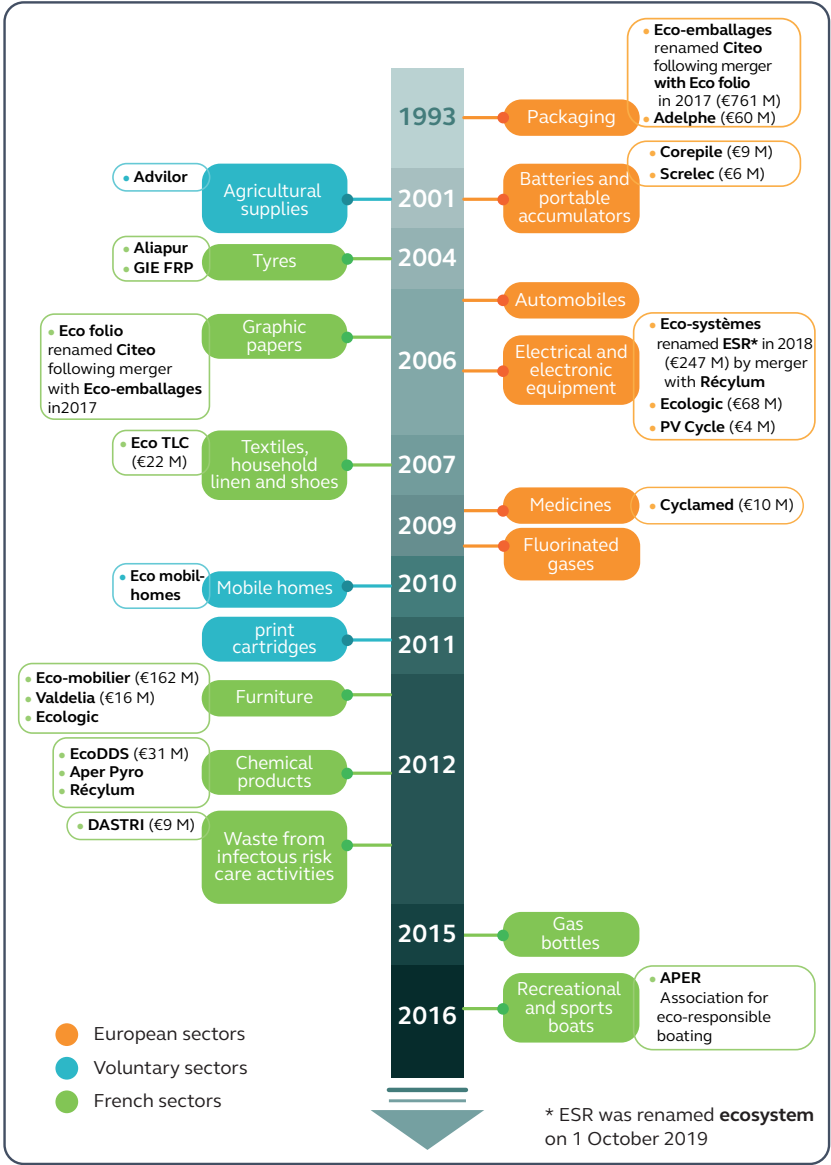 • Eco-emballages
renamed Citeo
following merger
with Eco folio
in 2017 (€761 M)
• Adelphe (€60 M)
1993
Packaging
• Corepile (€9 M)
• Screlec (€6 M)
• Advilor
Agricultural
supplies
2001
Batteries and
portable
accumulators
• Aliapur
• GIE FRP
Tyres
2004
Automobiles
• Eco folio
renamed Citeo
following merger
with Eco-emballages
in2017
Graphic
papers
2006
Electrical and
electronic
equipment
• Eco-systèmes
renamed ESR* in 2018
(€247 M) by merger
with Récylum
• Ecologic (€68 M)
• PV Cycle (€4 M)
• Eco TLC
(€22 M)
Textiles,
household
linen and shoes
2007
2009
Medicines
• Cyclamed (€10 M)
Fluorinated
gases
• Eco mobil-
homes
Mobile homes
2010
print
cartridges
2011
• Eco-mobilier (€162 M)
• Valdelia (€16 M)
• Ecologic
Furniture
2012
• EcoDDS (€31 M)
• Aper Pyro
• Récylum
Chemical
products
• DASTRI (€9 M)
Waste from
infectous risk
care activities
2015
Gas
bottles
2016
Recreational
and sports
boats
• APER
Association for
eco-responsible
boating
European sectors
Voluntary sectors
French sectors
* ESR was renamed ecosystem
on 1 October 2019